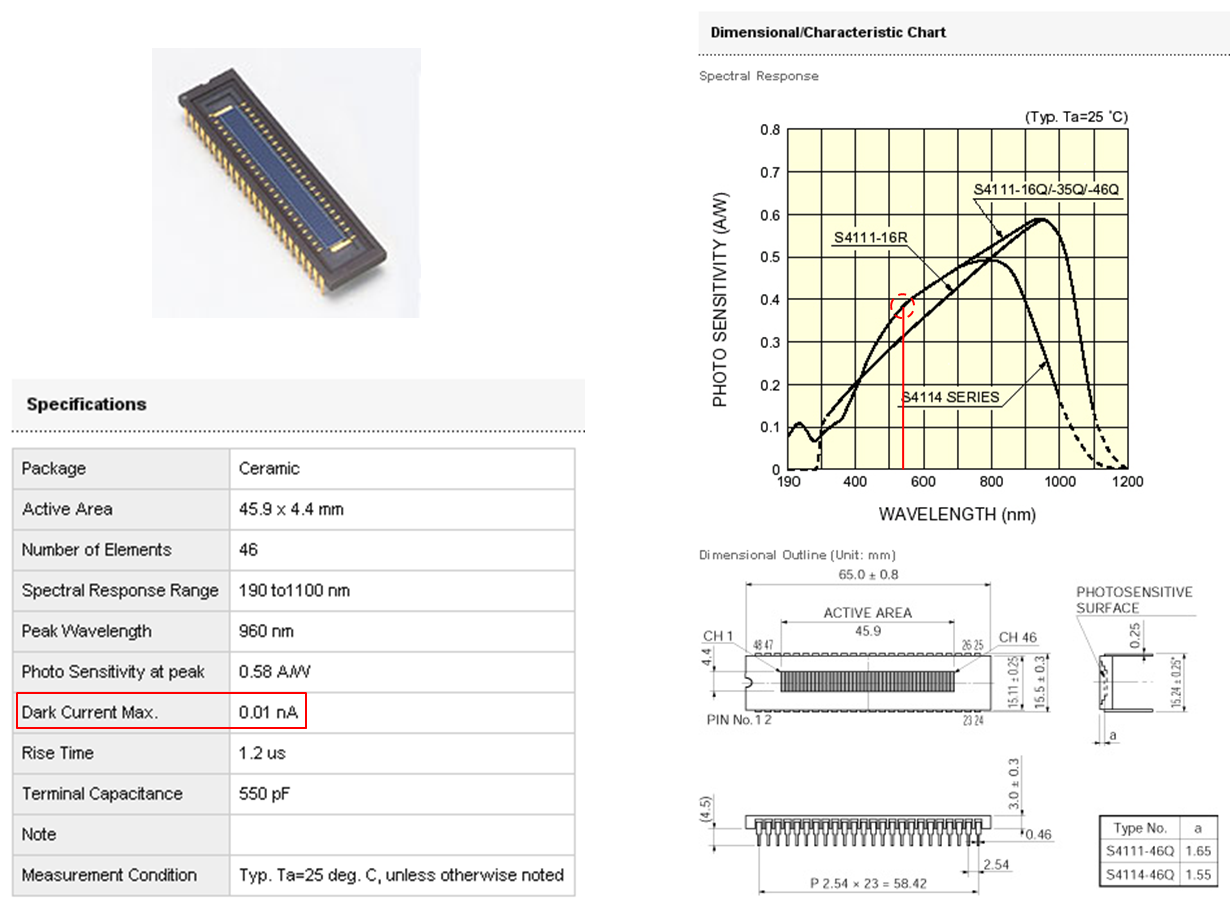 Specifications
Package Ceramic
Active Area 45.9 x 4.4 mm
Number of Elements 46
Spectral Response Range 190 to1100 nm
Peak Wavelength 960 nm
Photo Sensitivity at peak 0.58 A/W
Dark Current Max. 0.01 nA
Rise Time 1.2 us
Terminal Capacitance 550 pF
Note
Measurement Condition Typ. Ta=25 deg. C, unless otherwise noted
Dimensional/Characteristic Chart
Spectral Response
(Typ. Ta=25 ˚C)
0.8
0.7
0.6
0.5
0.4
0.3
0.2
0.1
0
PHOTO SENSITIVITY (A/W)
S4111-16Q/-35Q/-46Q
S4111-16R
S4114 SERIES
190 400 600 800 1000 1200
WAVELENGTH (nm)
Dimensional Outline (Unit: mm)
65.0 ± 0.8
ACTIVE AREA
45.9
CH 1
48 47
26 25
CH 46
4.4
15.11 ± 0.25
15.5 ± 0.3
PIN No.1 2
23 24
PHOTOSENSITIVE
SURFACE
0.25
15.24 ± 0.25*
a
(4.5)
3.0 ± 0.3
0.46
2.54
P 2.54 × 23 = 58.42
Type No. a
S4111-46Q 1.65
S4114-46Q 1.55